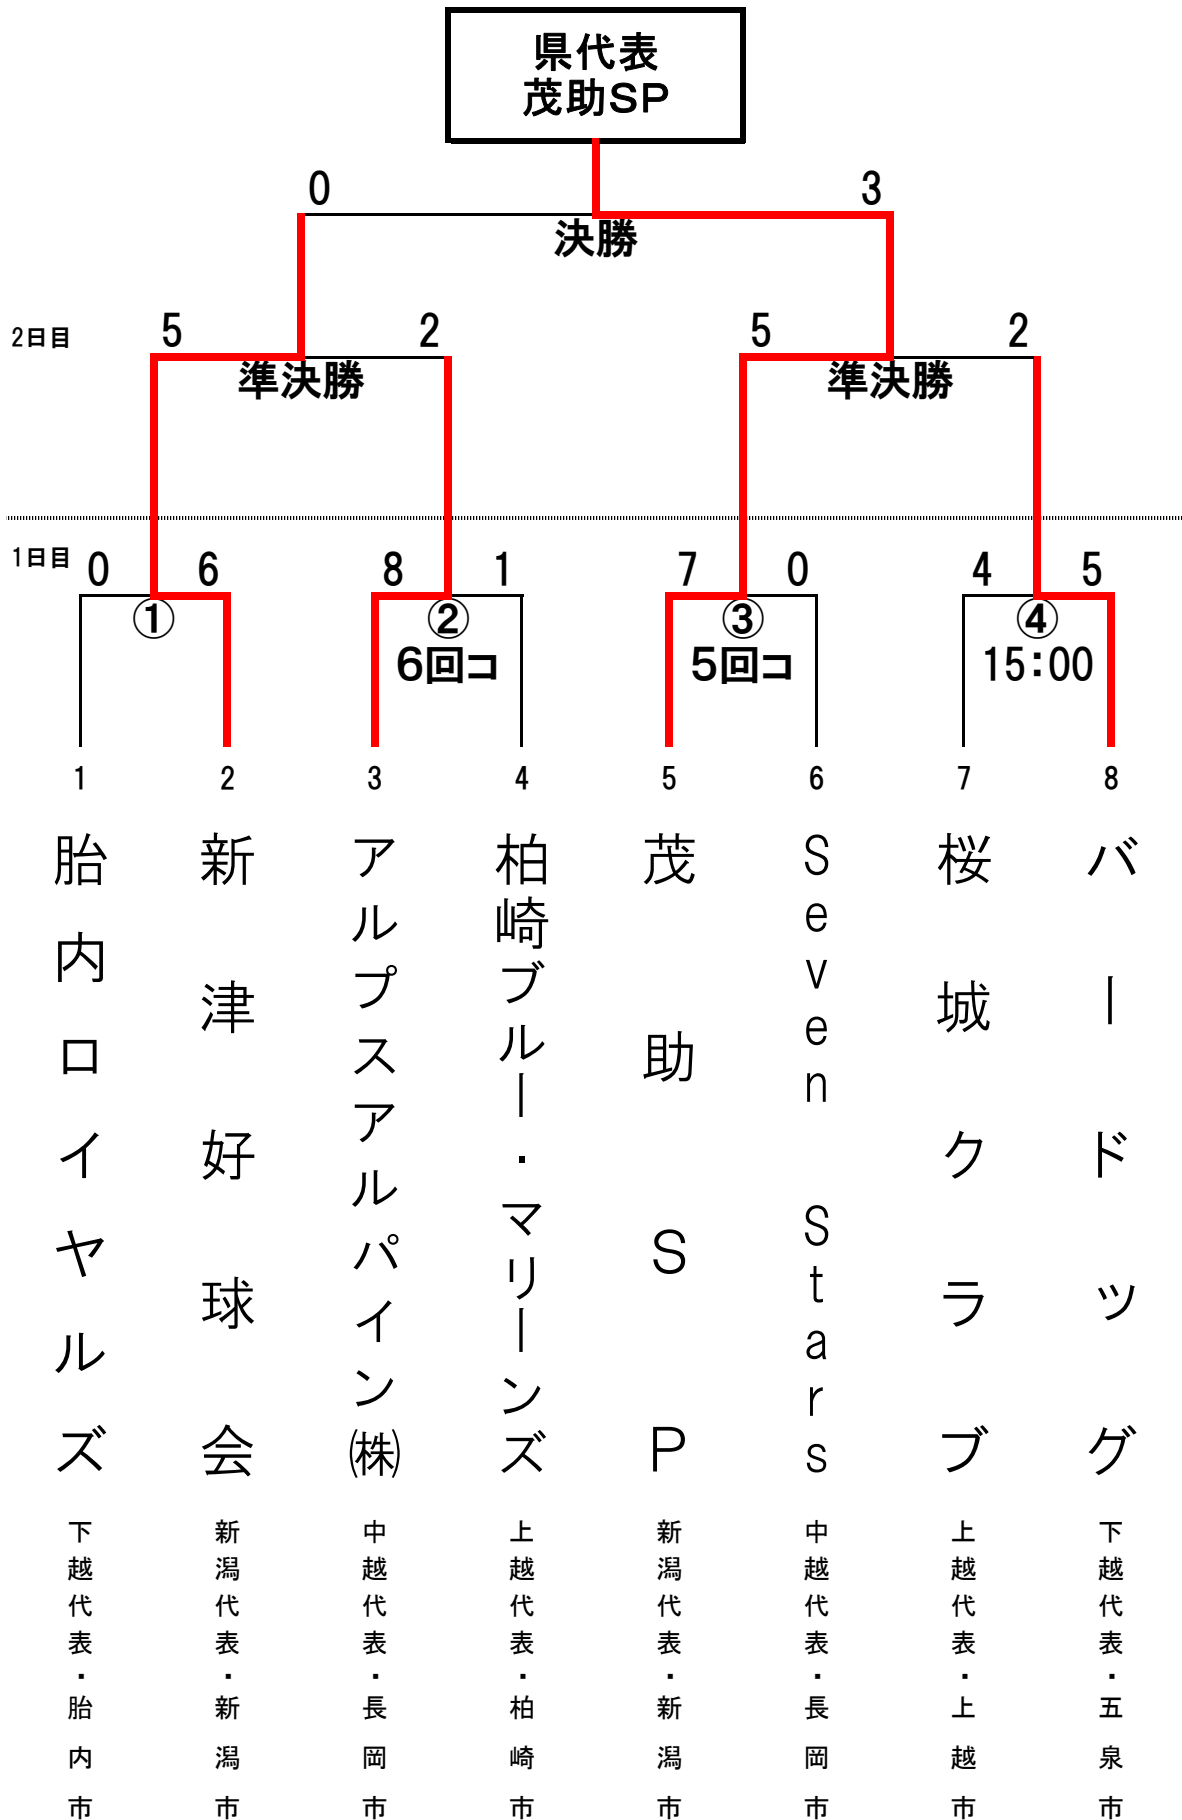 県代表
茂助SP
0 3
決勝
2日目 5 2 5 2
準決勝 準決勝
1日目 0 6 8 1 7 0 4 5
① ② ③ ④
6回コ 5回コ 15:00
1 2 3 4 5 6 7 8
胎内ロイヤルズ
新津好球会
アルプスアルパイン㈱
柏崎ブルー・マリーンズ
茂助SP
Seven Stars
桜城クラブ
バードッグ
下越代表・胎内市
新潟代表・新潟市
中越代表・長岡市
上越代表・柏崎市
新潟代表・新潟市
中越代表・長岡市
上越代表・上越市
下越代表・五泉市